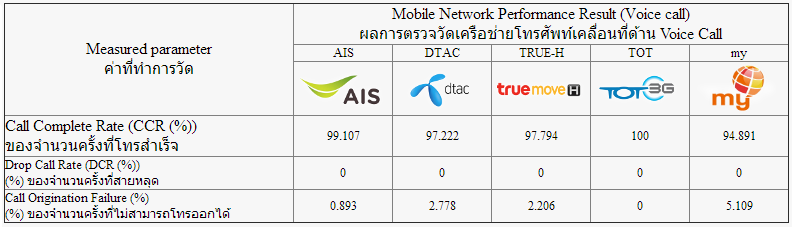 Measured parameter
ค่าที่ทำการวัด
Mobile Network Performance Result (Voice call)
ผลการตรวจวัดเครือข่ายโทรศัพท์เคลื่อนที่ด้าน Voice Call
AIS DTAC TRUE-H TOT my
AIS dtac truemove H TOT3G my
Call Complete Rate (CCR (%))
ของจำนวนครั้งที่โทรสำเร็จ
99.107 97.222 97.794 100 94.891
Drop Call Rate (DCR (%))
(%) ของจำนวนครั้งที่สายหลุด
0 0 0 0 0
Call Origination Failure (%)
(%) ของจำนวนครั้งที่ไม่สามารถโทรออกได้
0.893 2.778 2.206 0 5.109